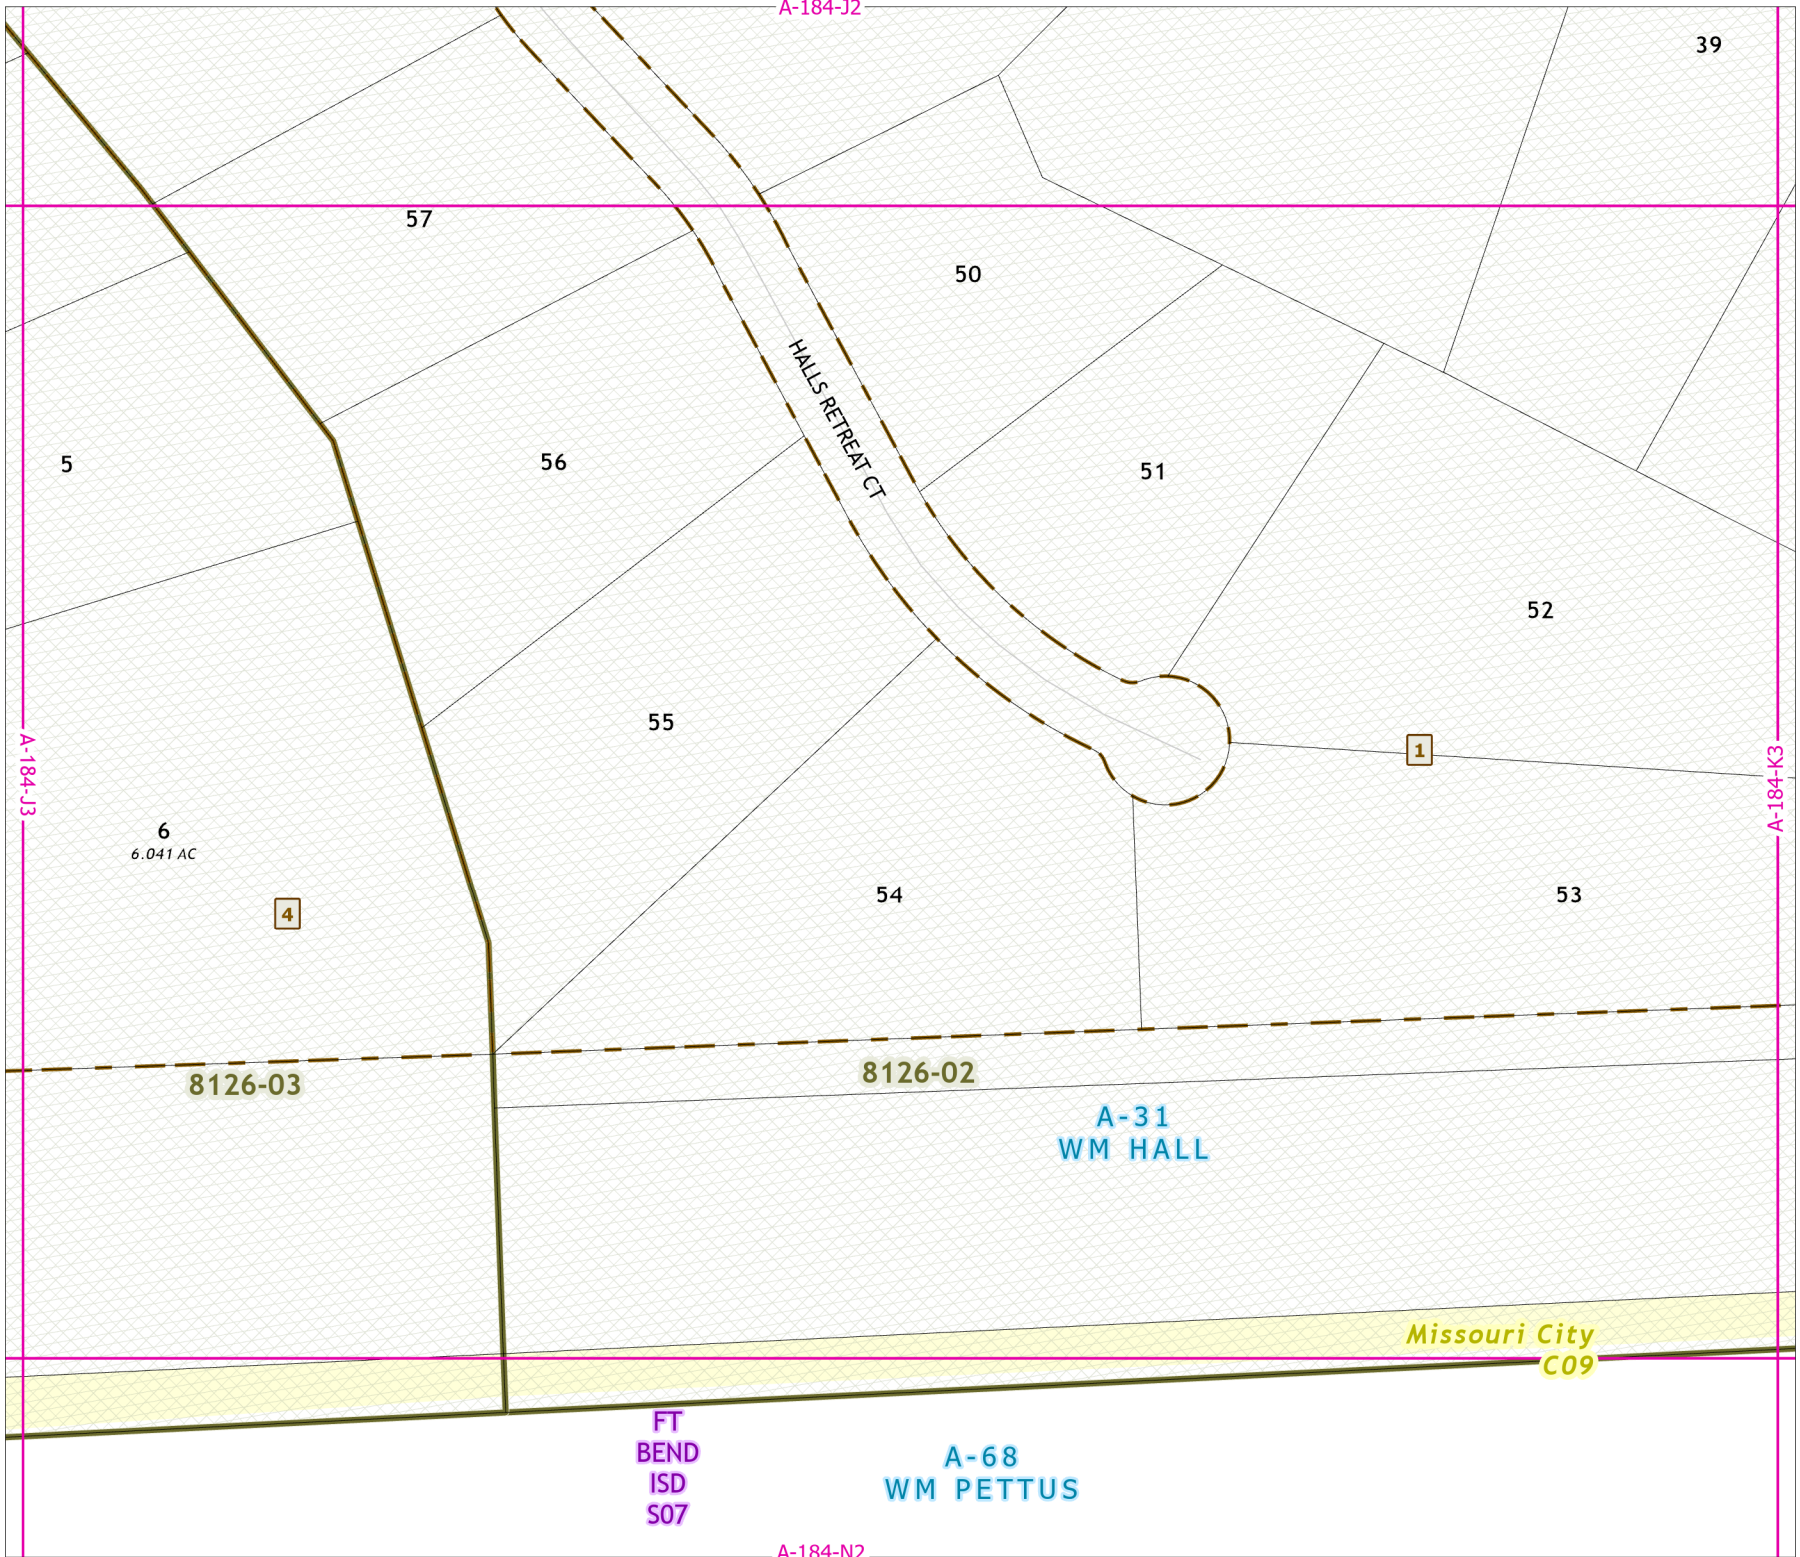 A-184-J2
39
57
50
HALLS RETREAT CT
5
56
51
52
55
1
A-184-J3
A-184-K3
6
6.041 AC
4
54
53
8126-03
8126-02
A-31
WM HALL
Missouri City
C09
FT
BEND
ISD
S07
A-68
WM PETTUS
A-184-N2